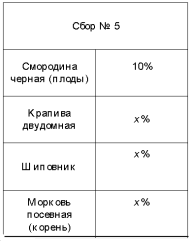 Сбор № 5
Смородина
черная (плоды)
10%
Крапива
двудомная
x%
Шиповник
x%
Морковь
посевная
(корень)
x%